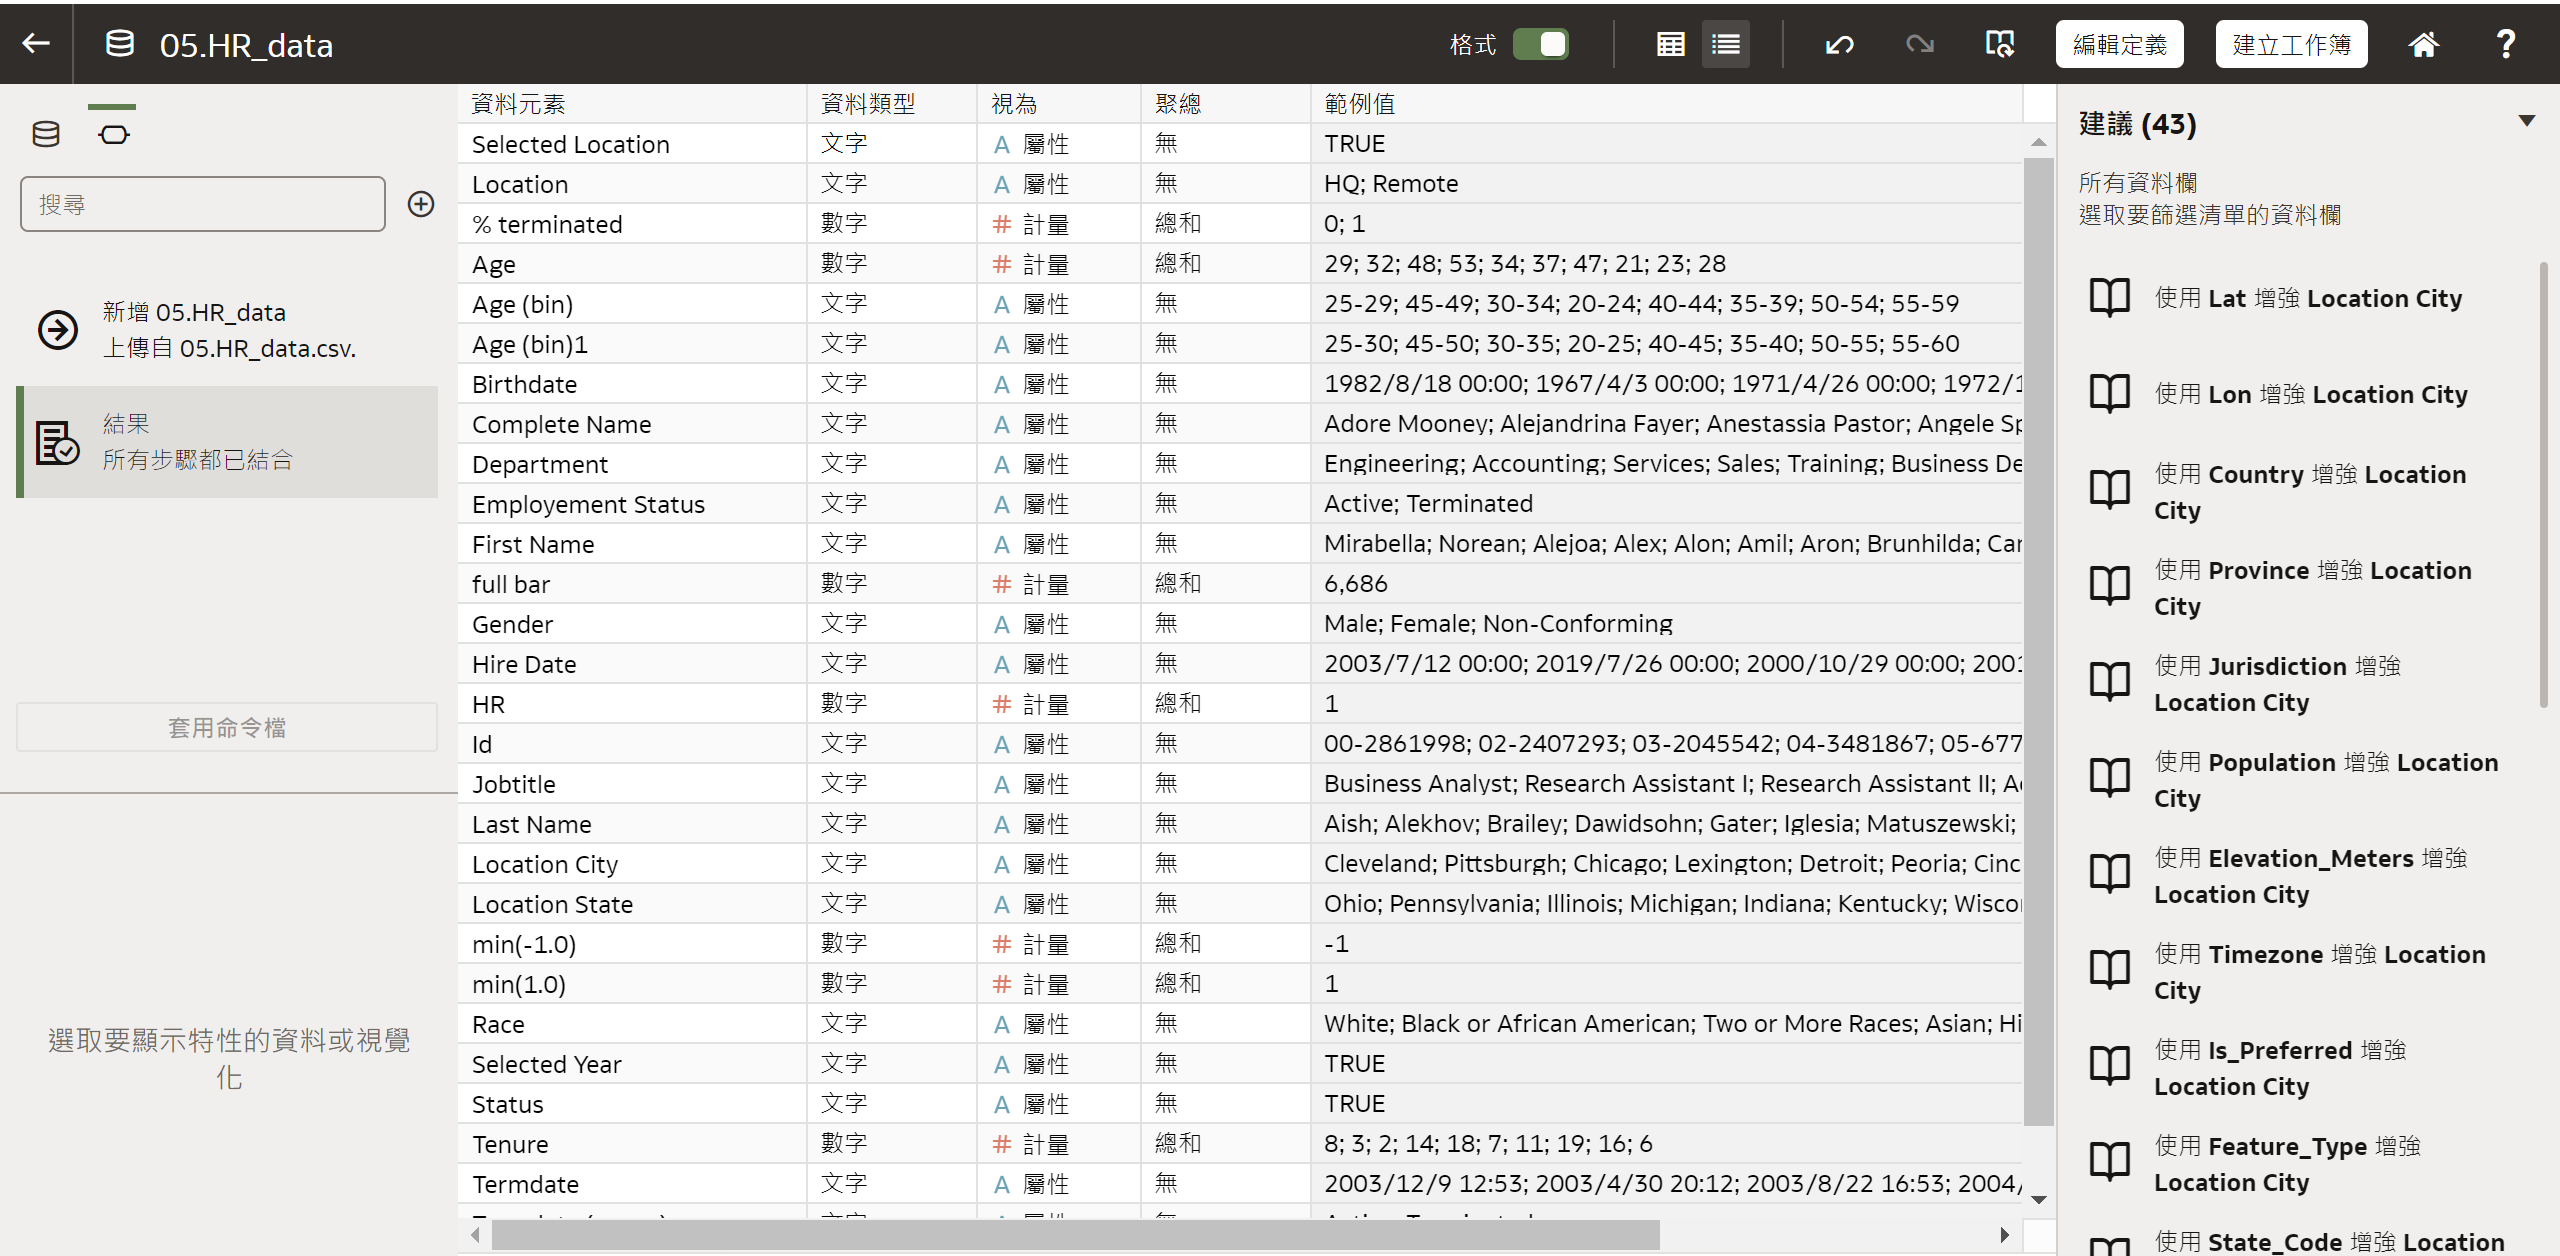 05.HR_data
格式
編輯定義
建立工作簿
?
搜尋
新增 05.HR_data
上傳自 05.HR_data.csv.
結果
所有步驟都已結合
套用命令檔
選取要顯示特性的資料或視覺
化
資料元素 資料類型 視為 聚總 範例值
Selected Location 文字 A 屬性 無 TRUE
Location 文字 A 屬性 無 HQ; Remote
% terminated 數字 # 計量 總和 0; 1
Age 數字 # 計量 總和 29; 32; 48; 53; 34; 37; 47; 21; 23; 28
Age (bin) 文字 A 屬性 無 25-29; 45-49; 30-34; 20-24; 40-44; 35-39; 50-54; 55-59
Age (bin)1 文字 A 屬性 無 25-30; 45-50; 30-35; 20-25; 40-45; 35-40; 50-55; 55-60
Birthdate 文字 A 屬性 無 1982/8/18 00:00; 1967/4/3 00:00; 1971/4/26 00:00; 1972/1
Complete Name 文字 A 屬性 無 Adore Mooney; Alejandrina Fayer; Anestassia Pastor; Angele Sp
Department 文字 A 屬性 無 Engineering; Accounting; Services; Sales; Training; Business De
Employement Status 文字 A 屬性 無 Active; Terminated
First Name 文字 A 屬性 無 Mirabella; Norean; Alejoa; Alex; Alon; Amil; Aron; Brunhilda; Car
full bar 數字 # 計量 總和 6,686
Gender 文字 A 屬性 無 Male; Female; Non-Conforming
Hire Date 文字 A 屬性 無 2003/7/12 00:00; 2019/7/26 00:00; 2000/10/29 00:00; 2001
HR 數字 # 計量 總和 1
Id 文字 A 屬性 無 00-2861998; 02-2407293; 03-2045542; 04-3481867; 05-677
Jobtitle 文字 A 屬性 無 Business Analyst; Research Assistant I; Research Assistant II; A
Last Name 文字 A 屬性 無 Aish; Alekhov; Brailey; Dawidsohn; Gater; Iglesia; Matuszewski;
Location City 文字 A 屬性 無 Cleveland; Pittsburgh; Chicago; Lexington; Detroit; Peoria; Cinc
Location State 文字 A 屬性 無 Ohio; Pennsylvania; Illinois; Michigan; Indiana; Kentucky; Wisco
min(-1.0) 數字 # 計量 總和 -1
min(1.0) 數字 # 計量 總和 1
Race 文字 A 屬性 無 White; Black or African American; Two or More Races; Asian; Hi
Selected Year 文字 A 屬性 無 TRUE
Status 文字 A 屬性 無 TRUE
Tenure 數字 # 計量 總和 8; 3; 2; 14; 18; 7; 11; 19; 16; 6
Termdate 文字 A 屬性 無 2003/12/9 12:53; 2003/4/30 20:12; 2003/8/22 16:53; 2004/
建議 (43)
所有資料欄
選取要篩選清單的資料欄
使用 Lat 增強 Location City
使用 Lon 增強 Location City
使用 Country 增強 Location
City
使用 Province 增強 Location
City
使用 Jurisdiction 增強
Location City
使用 Population 增強 Location
City
使用 Elevation_Meters 增強
Location City
使用 Timezone 增強 Location
City
使用 Is_Preferred 增強
Location City
使用 Feature_Type 增強
Location City
使用 State_Code 增強 Location